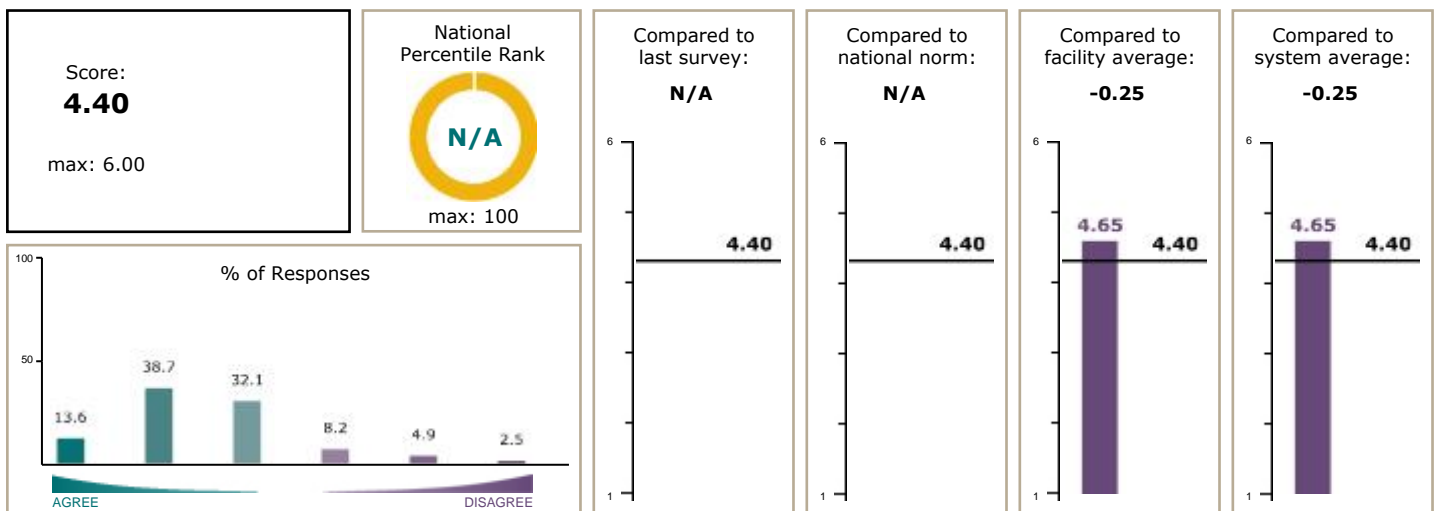 Score:
4.40
max: 6.00
National
Percentile Rank
N/A
max: 100
% of Responses
100
50
13.6
38.7
32.1
8.2
4.9
2.5
AGREE
DISAGREE
Compared to
last survey:
N/A
6
4.40
1
Compared to
national norm:
N/A
6
4.40
1
Compared to
facility average:
-0.25
6
4.65
4.40
1
Compared to
system average:
-0.25
6
4.65
4.40
1